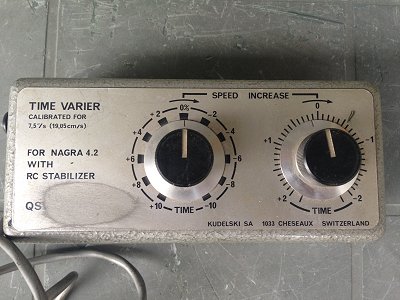 SPEED INCREASE
TIME VARIER
CALIBRATED FOR
7,5"/s (19,05cm/s)
FOR NAGRA 4.2
WITH
RC STABILIZER
QS
0%
+2 -2
+4 -4
+6 -6
+8 -8
+10 TIME -10
0
+1 -1
+2 TIME -2
KUDELSKI SA 1033 CHESEAUX SWITZERLAND